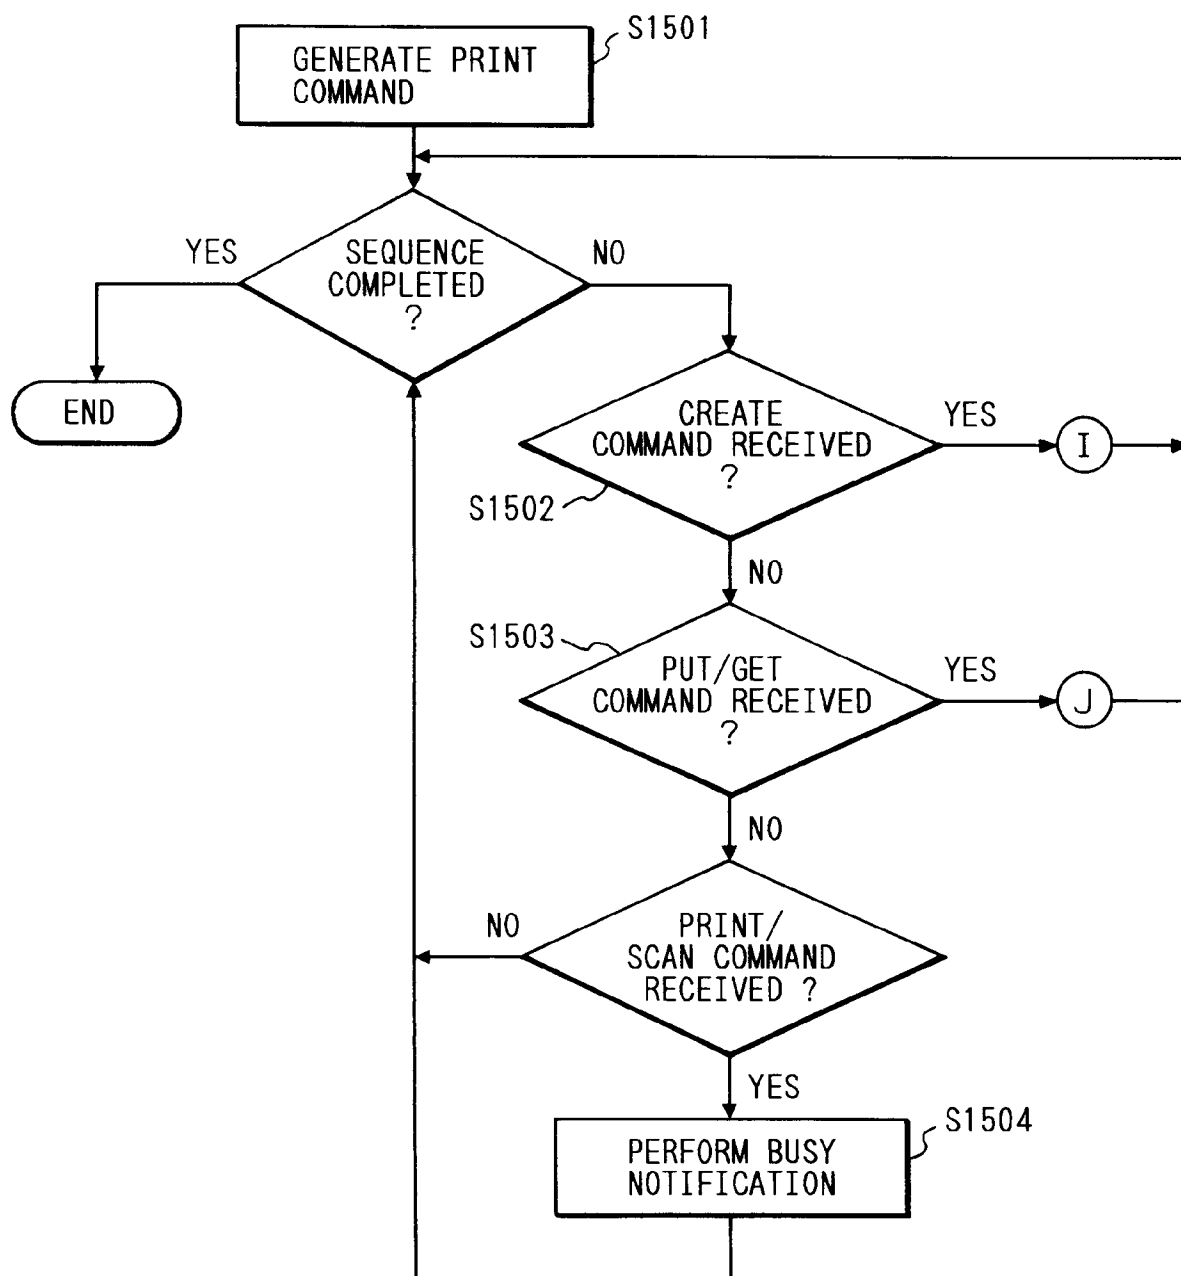 S1501
GENERATE PRINT
COMMAND
YES
SEQUENCE
COMPLETED
?
NO
END
CREATE
COMMAND RECEIVED
?
YES
I
S1502
NO
S1503
PUT/GET
COMMAND RECEIVED
?
YES
J
NO
NO
PRINT/
SCAN COMMAND
RECEIVED ?
YES
S1504
PERFORM BUSY
NOTIFICATION